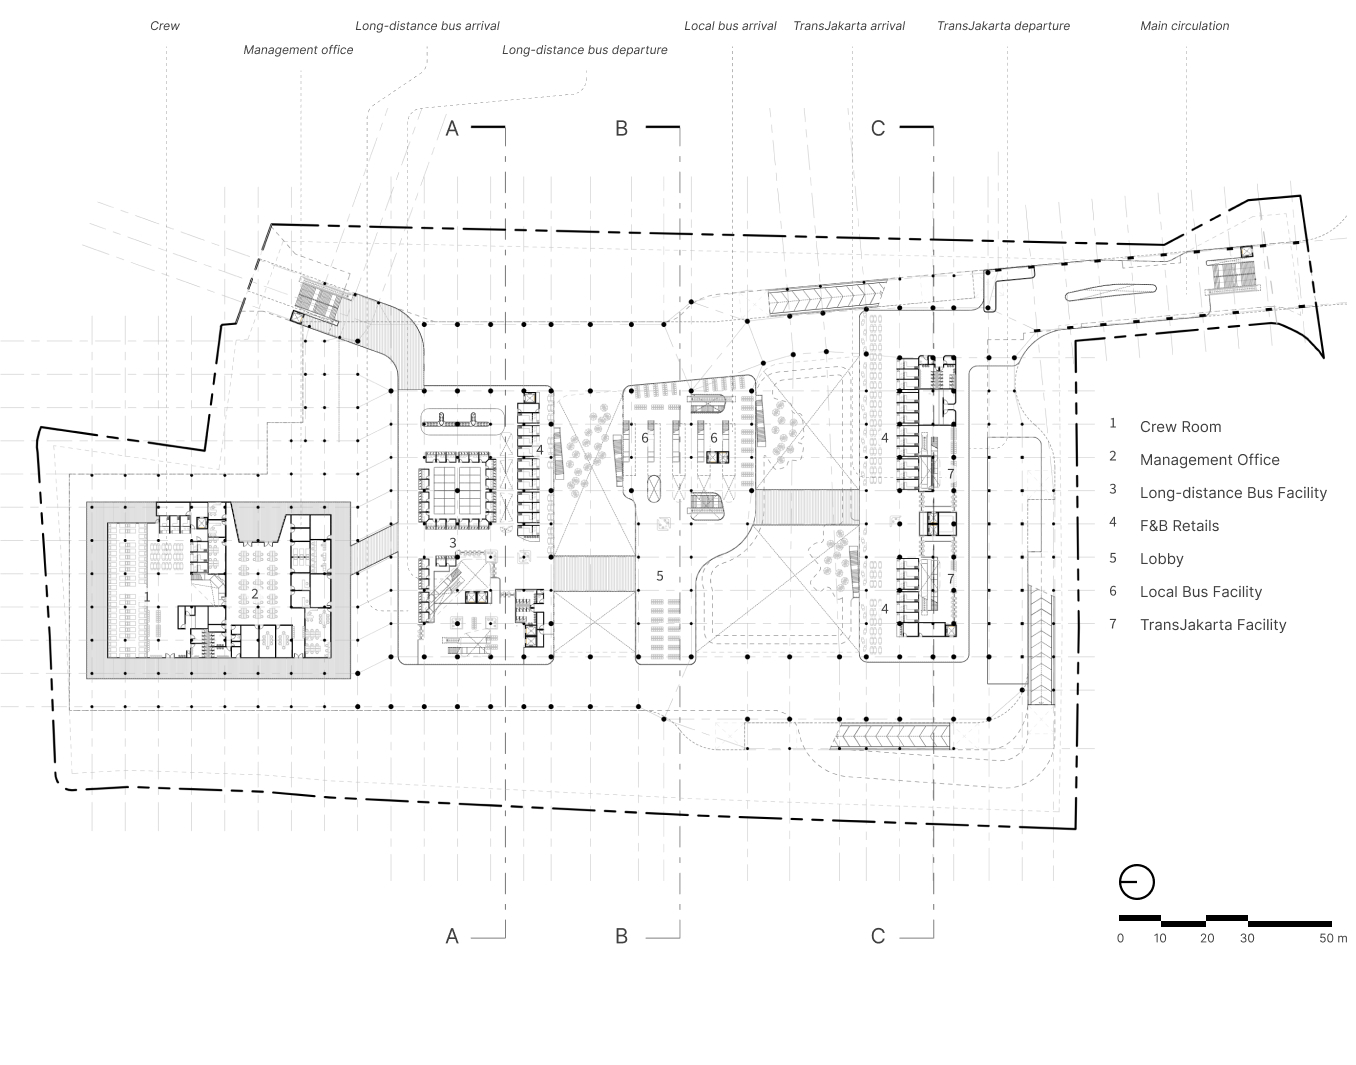 Crew
Long-distance bus arrival
Local bus arrival
TransJakarta arrival
TransJakarta departure
Main circulation
Management office
Long-distance bus departure
A
B
C
4
6
6
4
7
3
1
2
5
7
4
1 Crew Room
2 Management Office
3 Long-distance Bus Facility
4 F&B Retails
5 Lobby
6 Local Bus Facility
7 TransJakarta Facility
A
B
C
0 10 20 30 50 m